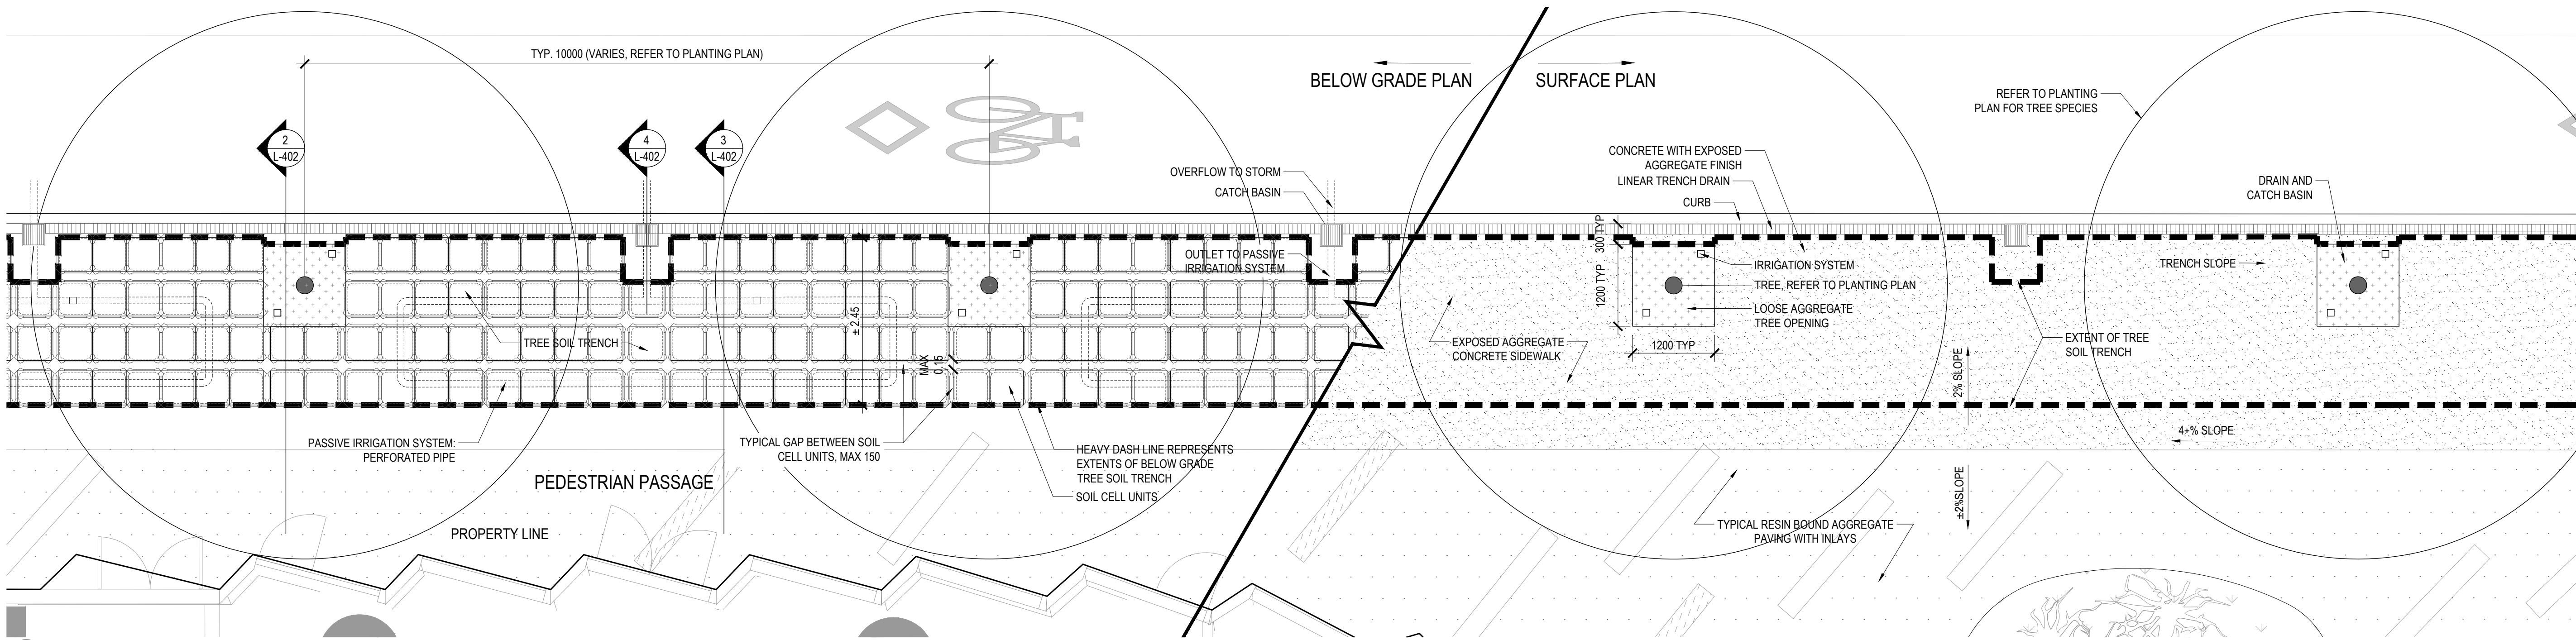 TYP. 10000 (VARIES, REFER TO PLANTING PLAN)
BELOW GRADE PLAN
SURFACE PLAN
REFER TO PLANTING
PLAN FOR TREE SPECIES
2
L-402
4
L-402
3
L-402
OVERFLOW TO STORM
CATCH BASIN
CONCRETE WITH EXPOSED
AGGREGATE FINISH
LINEAR TRENCH DRAIN
CURB
DRAIN AND
CATCH BASIN
300 TYP
1200 TYP
OUTLET TO PASSIVE
IRRIGATION SYSTEM
IRRIGATION SYSTEM
TREE, REFER TO PLANTING PLAN
LOOSE AGGREGATE
TREE OPENING
TRENCH SLOPE
± 2.45
TREE SOIL TRENCH
MAX
0.15
EXPOSED AGGREGATE
CONCRETE SIDEWALK
1200 TYP
EXTENT OF TREE
SOIL TRENCH
2% SLOPE
4+% SLOPE
PASSIVE IRRIGATION SYSTEM:
PERFORATED PIPE
TYPICAL GAP BETWEEN SOIL
CELL UNITS, MAX 150
HEAVY DASH LINE REPRESENTS
EXTENTS OF BELOW GRADE
TREE SOIL TRENCH
SOIL CELL UNITS
PEDESTRIAN PASSAGE
±2%SLOPE
PROPERTY LINE
TYPICAL RESIN BOUND AGGREGATE
PAVING WITH INLAYS